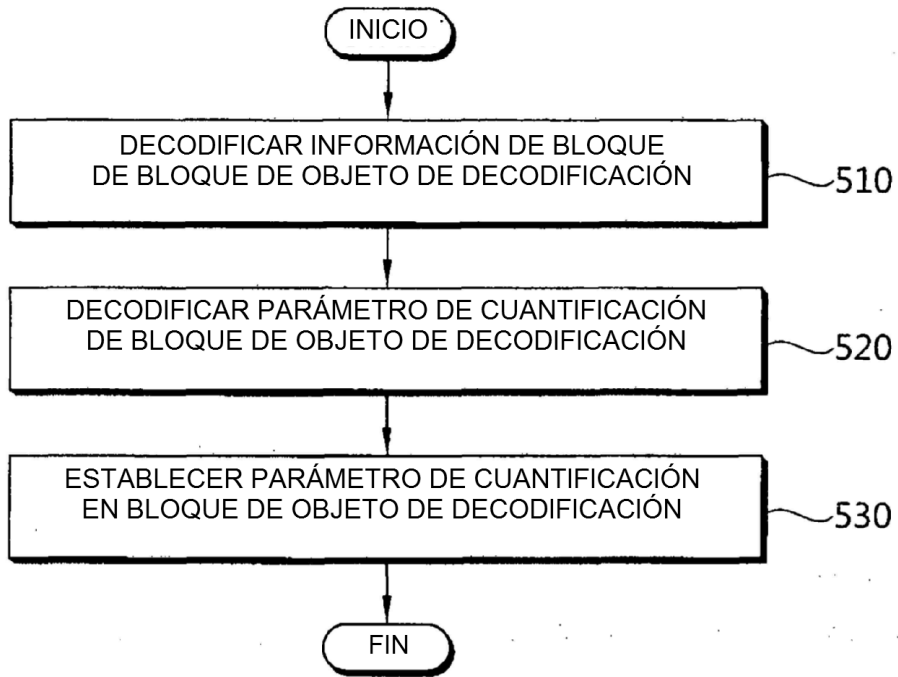 INICIO
DECODIFICAR INFORMACIÓN DE BLOQUE
DE BLOQUE DE OBJETO DE DECODIFICACIÓN
510
DECODIFICAR PARÁMETRO DE CUANTIFICACIÓN
DE BLOQUE DE OBJETO DE DECODIFICACIÓN
520
ESTABLECER PARÁMETRO DE CUANTIFICACIÓN
EN BLOQUE DE OBJETO DE DECODIFICACIÓN
530
FIN